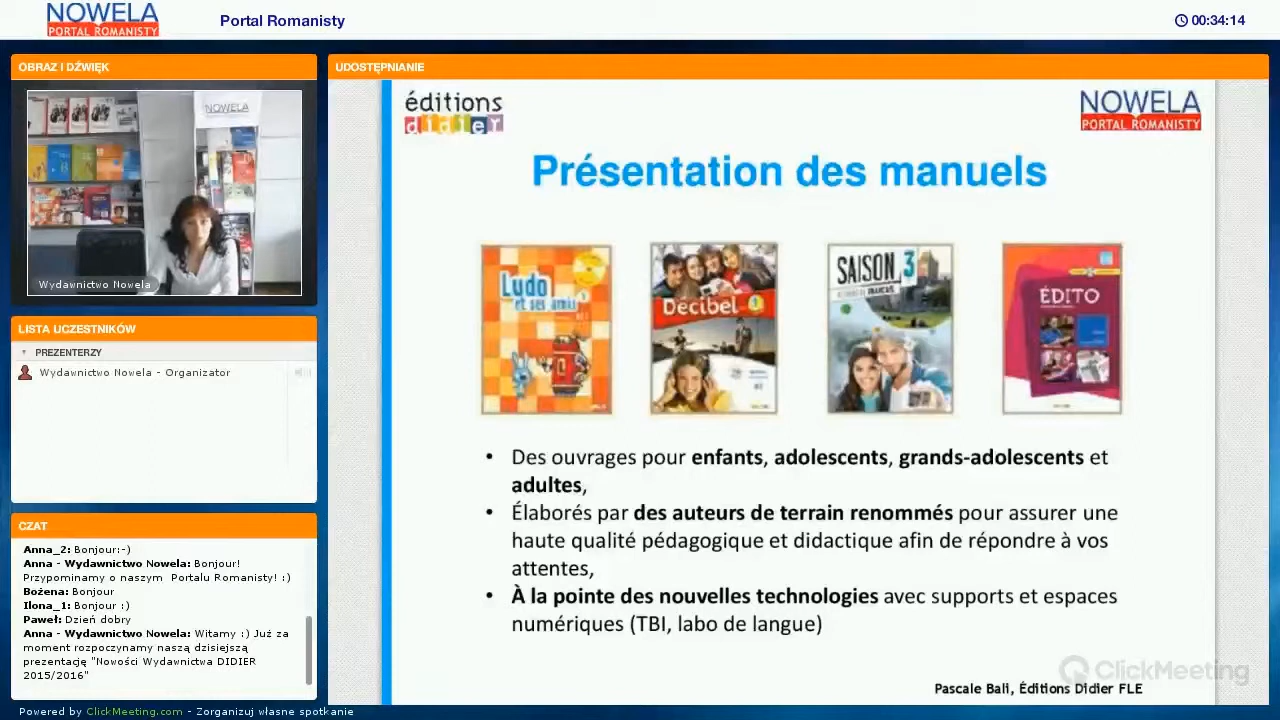 NOWELA
PORTAL ROMANISTY
Portal Romanisty
00:34:14
OBRAZ I DŹWIĘK
NOWELA
Wydawnictwo Nowela
LISTA UCZESTNIKÓW
PREZENTERZY
Wydawnictwo Nowela - Organizator
CZAT
Anna_2: Bonjour:-)
Anna - Wydawnictwo Nowela: Bonjour!
Przypominamy o naszym Portalu Romanisty! :)
Bożena: Bonjour
Ilona_1: Bonjour :)
Paweł: Dzień dobry
Anna - Wydawnictwo Nowela: Witamy :) Już za
moment rozpoczynamy naszą dzisiejszą
prezentację "Nowości Wydawnictwa DIDIER
2015/2016"
UDOSTĘPNIANIE
éditions
didier
NOWELA
PORTAL ROMANISTY
Présentation des manuels
Ludo
et ses amis
Décibel 1
SAISON 3
ÉDITO
• Des ouvrages pour enfants, adolescents, grands-adolescents et
adultes,
• Élaborés par des auteurs de terrain renommés pour assurer une
haute qualité pédagogique et didactique afin de répondre à vos
attentes,
• À la pointe des nouvelles technologies avec supports et espaces
numériques (TBI, labo de langue)
ClickMeeting
Pascale Bali, Éditions Didier FLE
Powered by ClickMeeting.com - Zorganizuj własne spotkanie